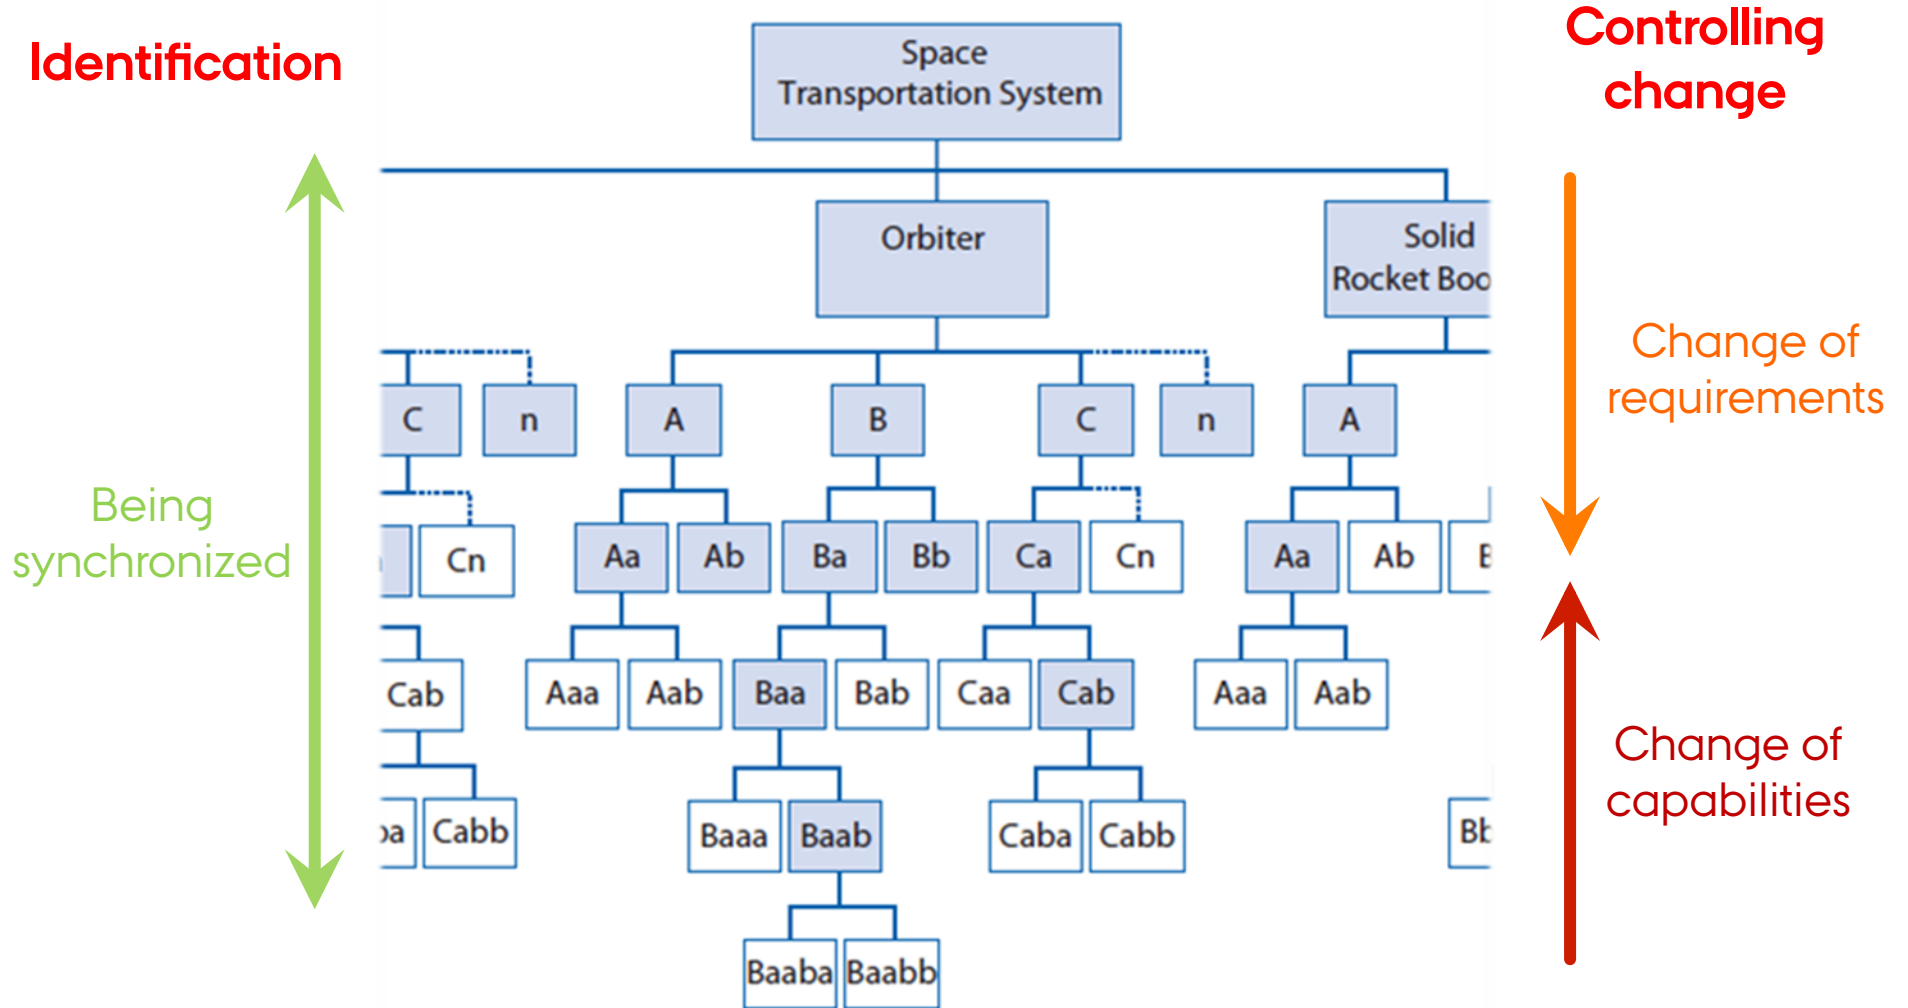 Identification
Space
Transportation System
Controlling
change
Orbiter
Solid
Rocket Boo
Change of
requirements
C n A B C n A
Being
synchronized
Cn Aa Ab Ba Bb Ca Cn Aa Ab
Cab Aaa Aab Baa Bab Caa Cab Aaa Aab
Change of
capabilities
Cabb Baaa Baab Caba Cabb
Baaba Baabb